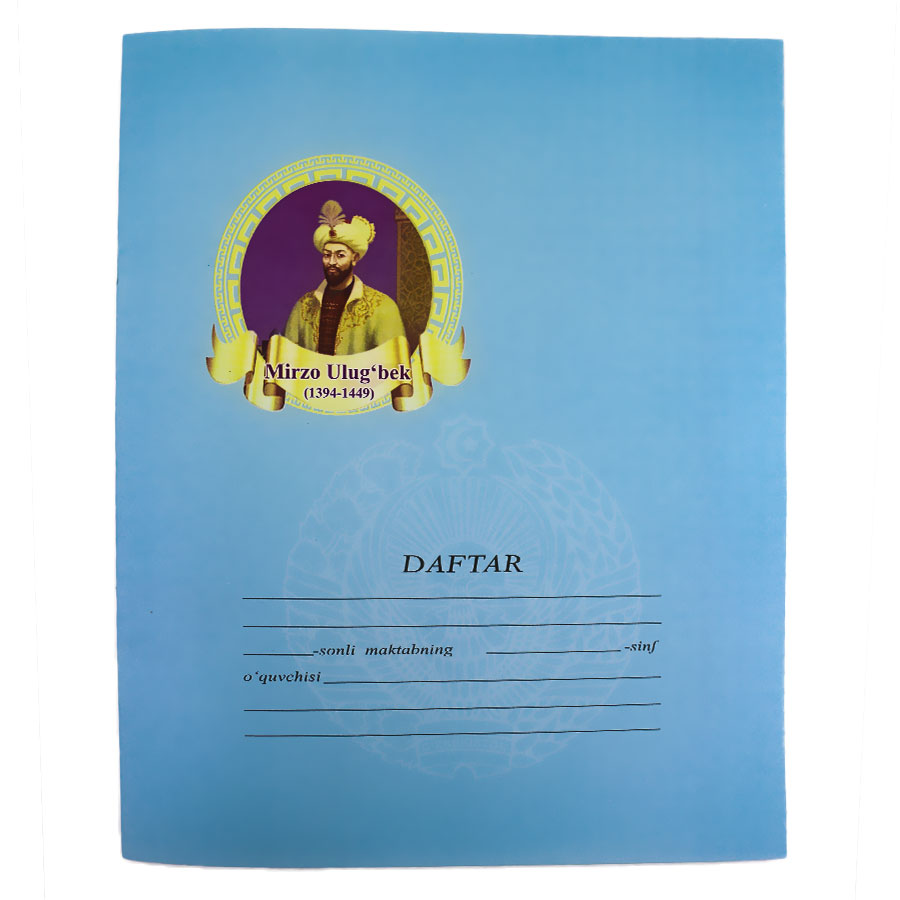 Mirzo Ulug‘bek
(1394-1449)
DAFTAR
-sonli maktabning -sinf
o‘quvchisi